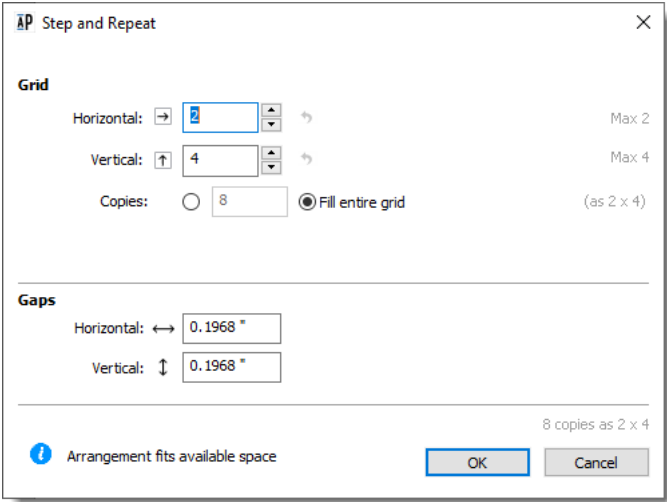 AP Step and Repeat
Grid
Horizontal: 2 Max 2
Vertical: 4 Max 4
Copies: 8 Fill entire grid (as 2 x 4)
Gaps
Horizontal: 0.1968 "
Vertical: 0.1968 "
8 copies as 2 x 4
i Arrangement fits available space OK Cancel